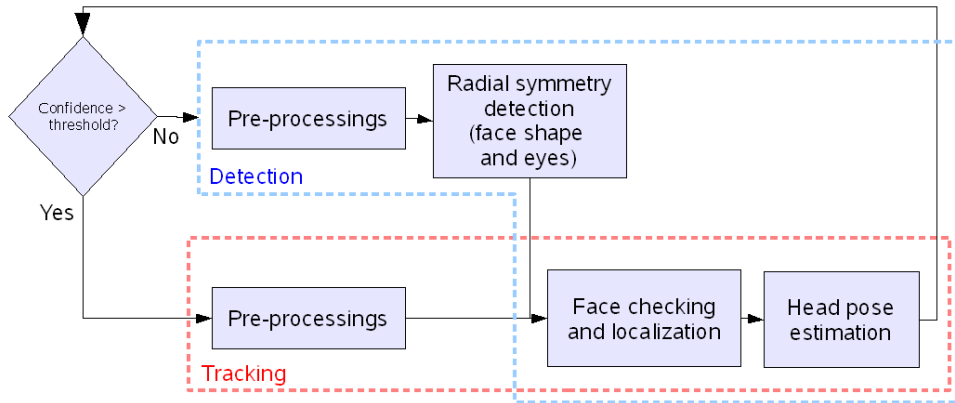 Confidence >
threshold?
No
Yes
Pre-processings
Radial symmetry
detection
(face shape
and eyes)
Detection
Pre-processings
Face checking
and localization
Head pose
estimation
Tracking